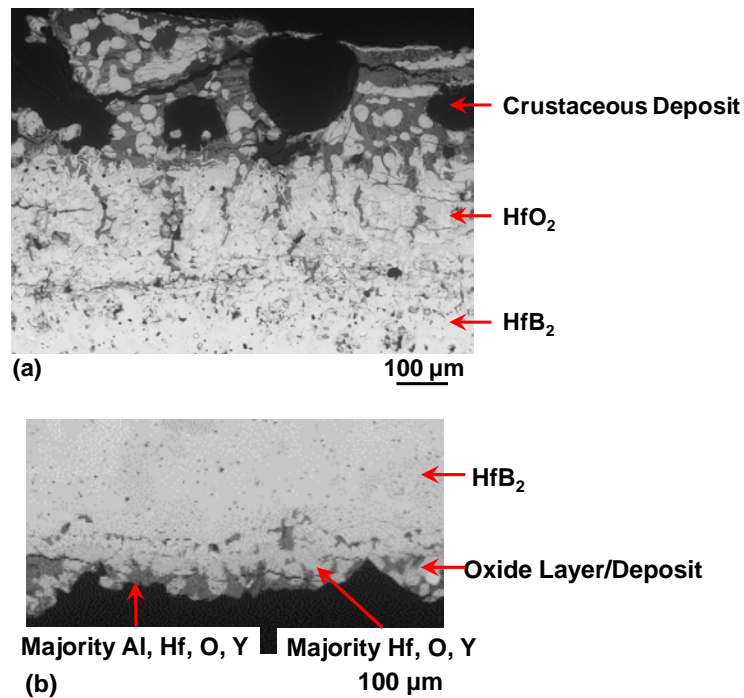 Crustaceous Deposit
HfO₂
HfB₂
(a)
100 µm
HfB₂
Oxide Layer/Deposit
Majority Al, Hf, O, Y
Majority Hf, O, Y
(b)
100 µm